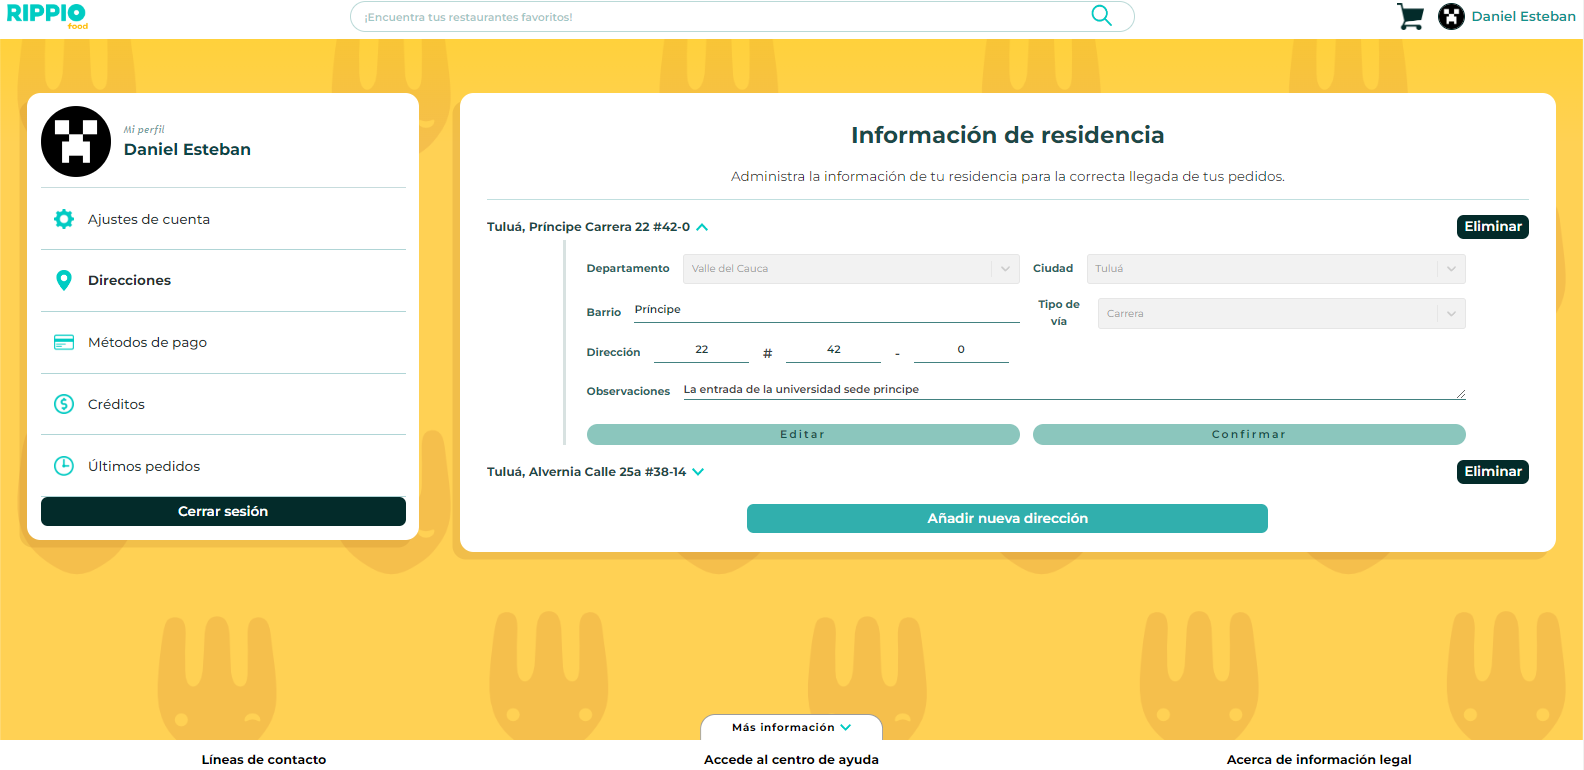 RIPPIO
food
¡Encuentra tus restaurantes favoritos!
Daniel Esteban
Mi perfil
Daniel Esteban
Ajustes de cuenta
Direcciones
Métodos de pago
Créditos
Últimos pedidos
Cerrar sesión
Información de residencia
Administra la información de tu residencia para la correcta llegada de tus pedidos.
Tuluá, Príncipe Carrera 22 #42-0
Eliminar
Departamento Valle del Cauca Ciudad Tuluá
Barrio Príncipe Tipo de vía Carrera
Dirección 22 # 42 - 0
Observaciones La entrada de la universidad sede principe
Editar Confirmar
Tuluá, Alvernia Calle 25a #38-14
Eliminar
Añadir nueva dirección
Más información
Líneas de contacto Accede al centro de ayuda Acerca de información legal